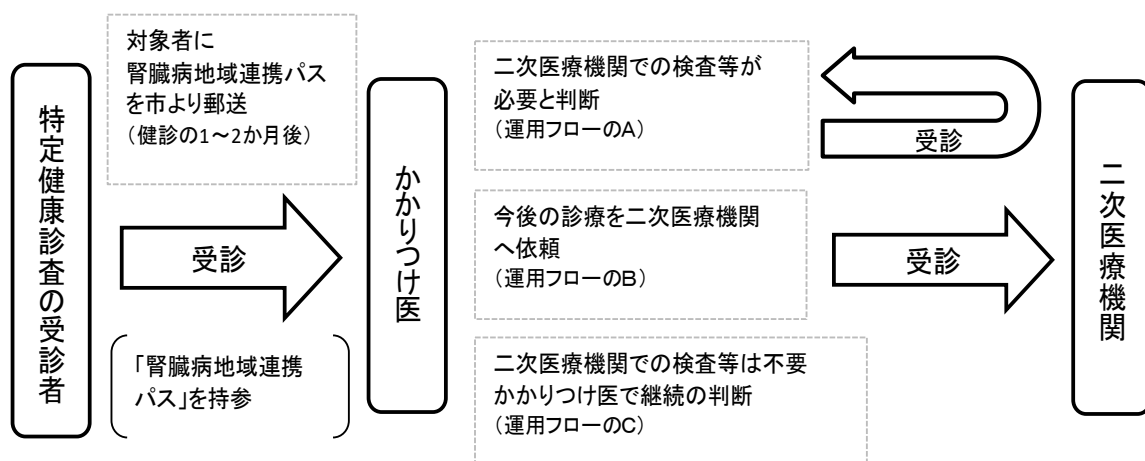 特定健康診査の受診者
対象者に
腎臓病地域連携パス
を市より郵送
（健診の1～2か月後）
受診
「腎臓病地域連携
パス」を持参
かかりつけ医
二次医療機関での検査等が
必要と判断
（運用フローのA）
受診
今後の診療を二次医療機関
へ依頼
（運用フローのB）
受診
二次医療機関での検査等は不要
かかりつけ医で継続の判断
（運用フローのC）
二次医療機関